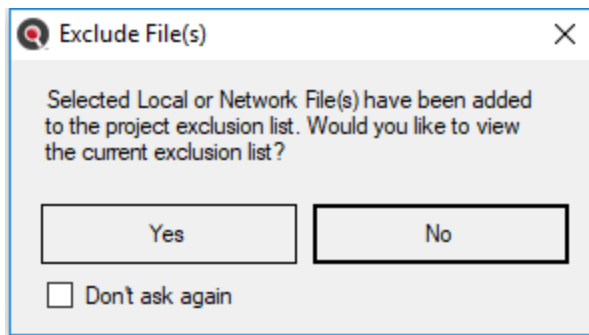 Exclude File(s)
Selected Local or Network File(s) have been added
to the project exclusion list. Would you like to view
the current exclusion list?
Yes
No
Don't ask again